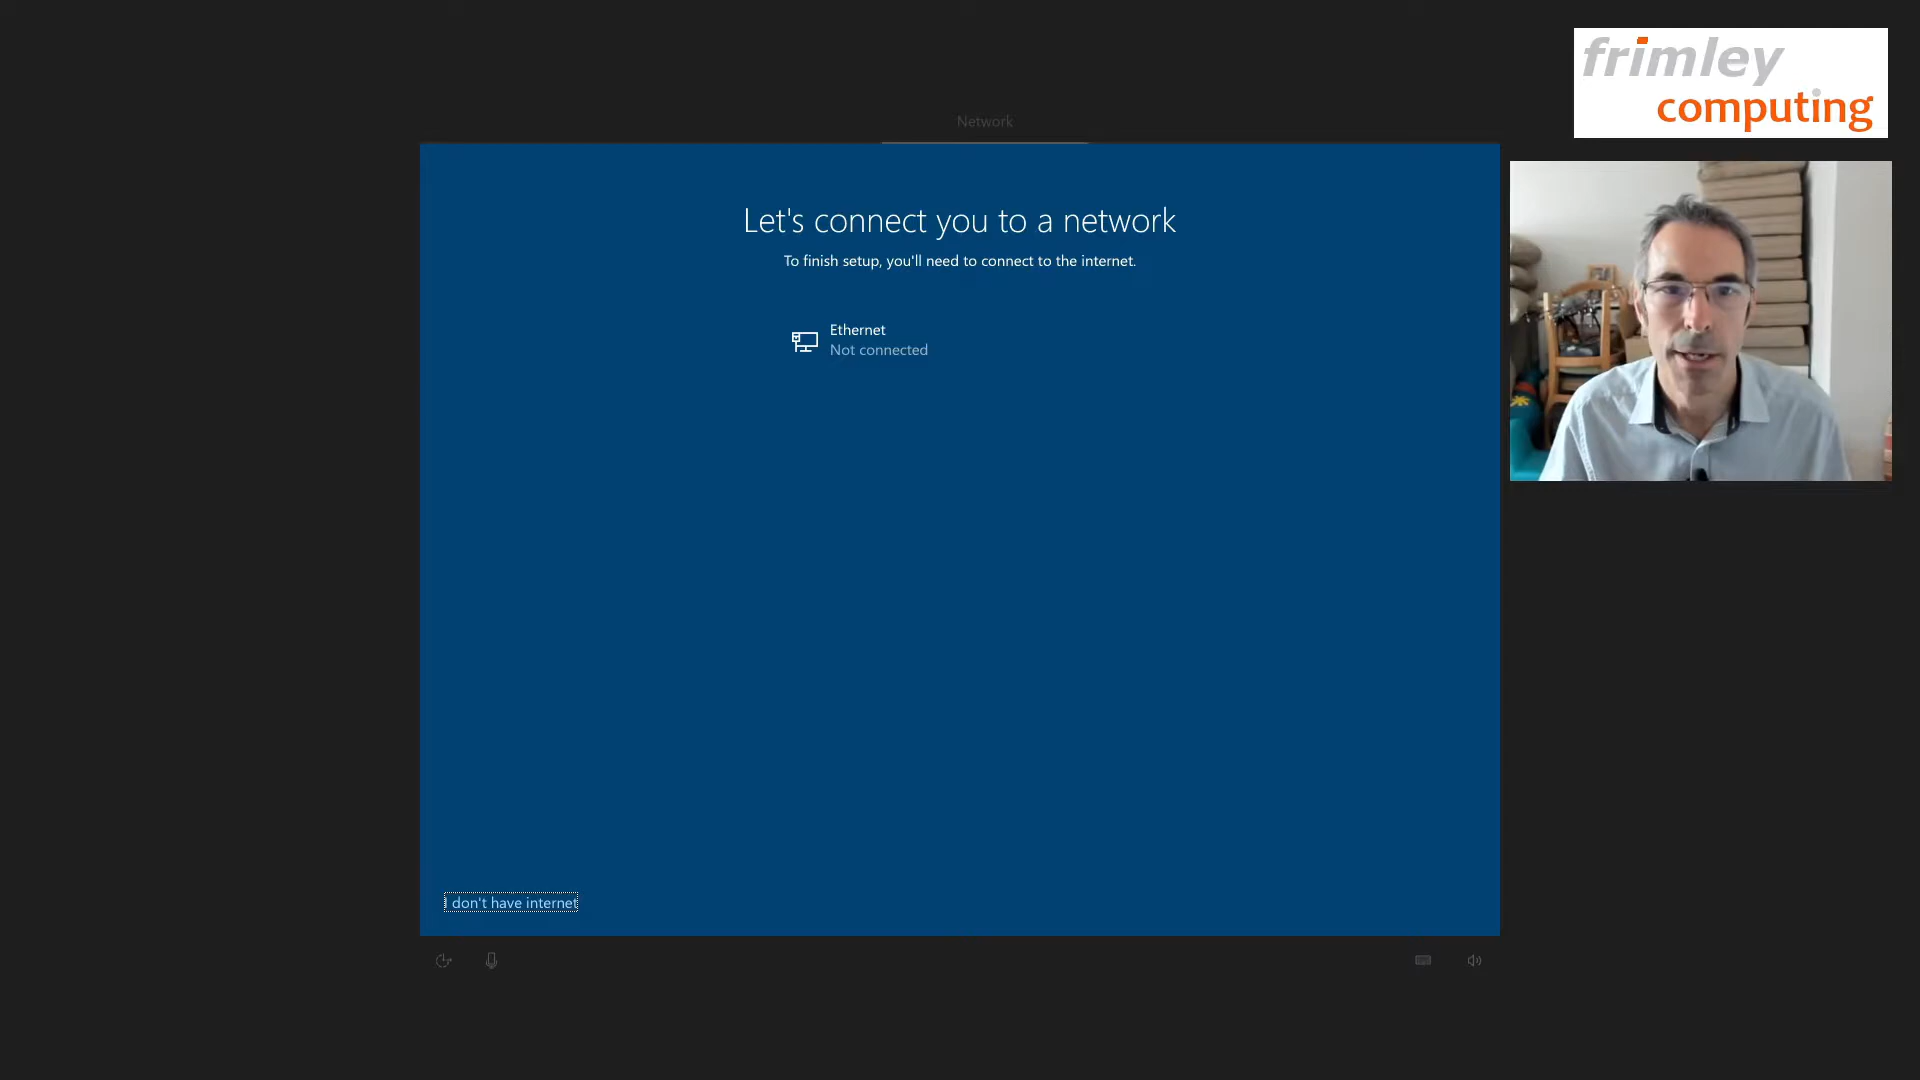 frimley
computing
Network
Let's connect you to a network
To finish setup, you'll need to connect to the internet.
Ethernet
Not connected
I don't have internet